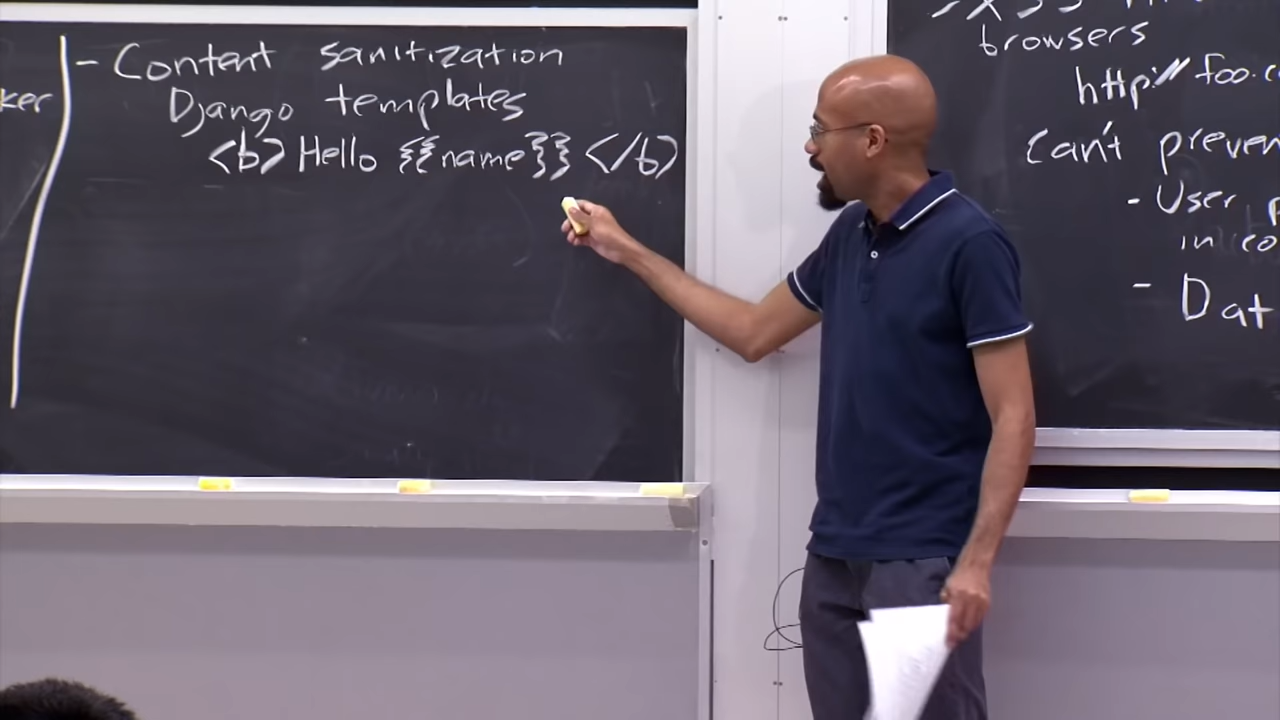 ker
- Content sanitization
Django templates
<b> Hello {{name}} </b>
browsers
http:// foo.c
Can't preven
- User
in co
- Dat